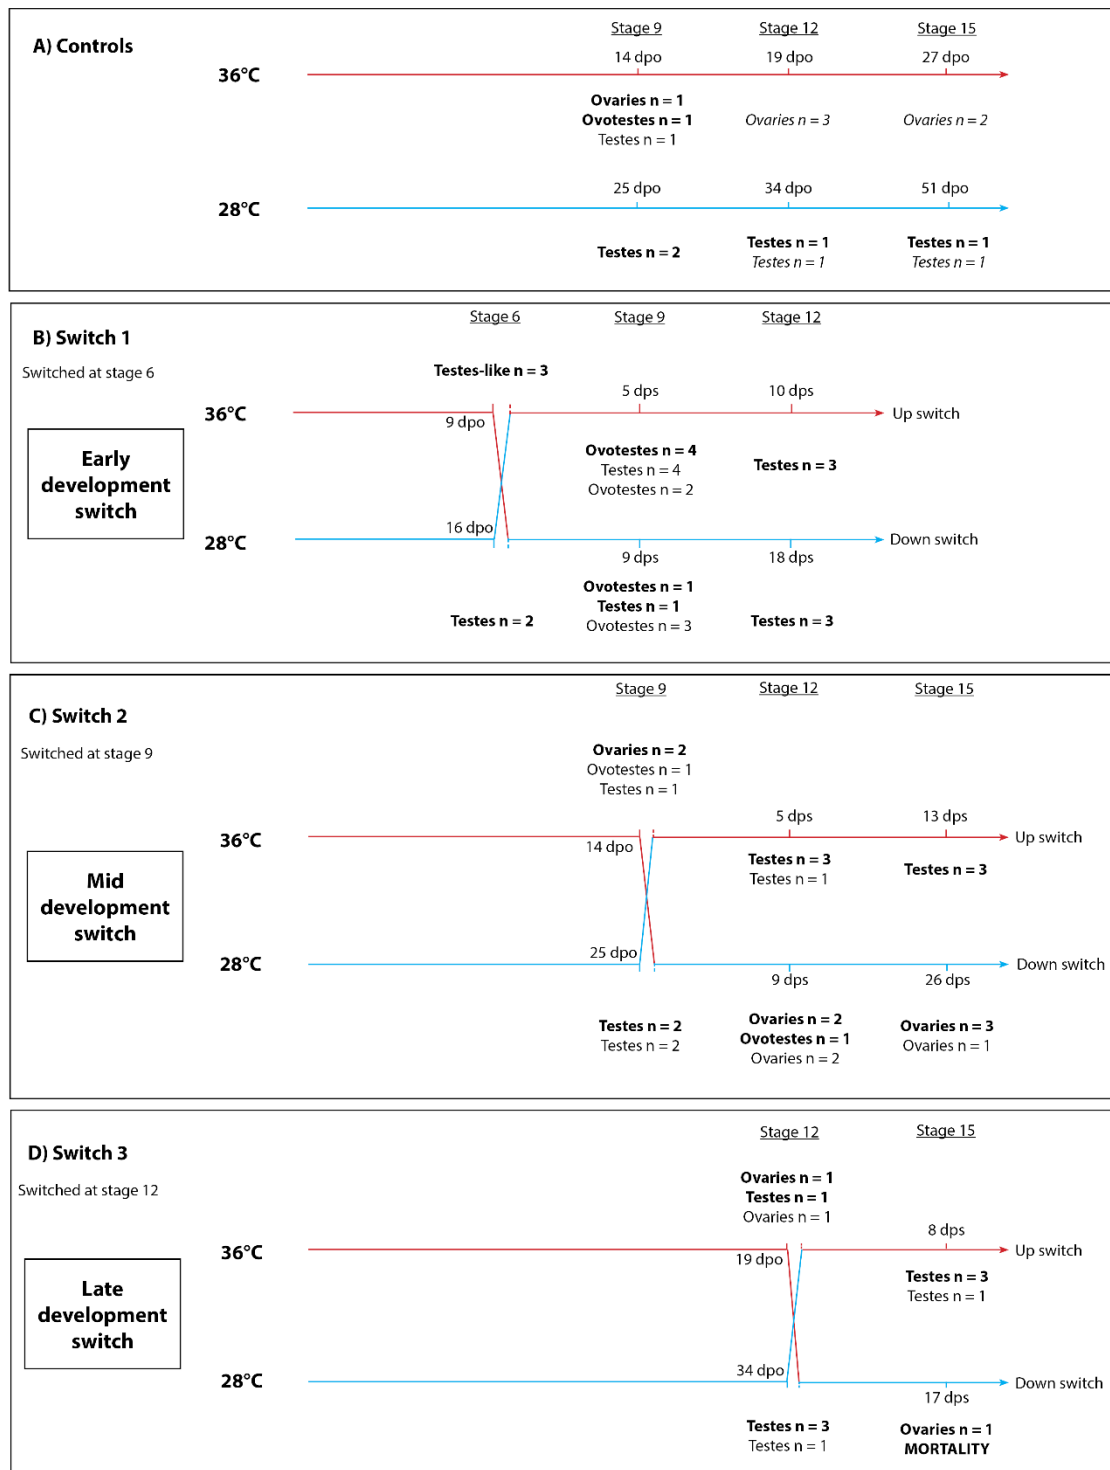 A) Controls
Stage 9 Stage 12 Stage 15
14 dpo 19 dpo 27 dpo
36°C
Ovaries n = 1
Ovotestes n = 1 Ovaries n = 3 Ovaries n = 2
Testes n = 1
25 dpo 34 dpo 51 dpo
28°C
Testes n = 2 Testes n = 1 Testes n = 1
Testes n = 1 Testes n = 1
Stage 6 Stage 9 Stage 12
B) Switch 1
Switched at stage 6
Testes-like n = 3
5 dps 10 dps
36°C
9 dpo
Up switch
Early
development
switch
Ovotestes n = 4
Testes n = 4 Testes n = 3
Ovotestes n = 2
16 dpo
28°C
Down switch
9 dps 18 dps
Ovotestes n = 1
Testes n = 2 Testes n = 1 Testes n = 3
Ovotestes n = 3
Stage 9 Stage 12 Stage 15
C) Switch 2
Switched at stage 9
Ovaries n = 2
Ovotestes n = 1
Testes n = 1
5 dps 13 dps
36°C
14 dpo
Up switch
Mid
development
switch
Testes n = 3 Testes n = 3
Testes n = 1
25 dpo
28°C
Down switch
9 dps 26 dps
Testes n = 2 Ovaries n = 2 Ovaries n = 3
Testes n = 2 Ovotestes n = 1 Ovaries n = 1
Ovaries n = 2
Stage 12 Stage 15
D) Switch 3
Switched at stage 12
Ovaries n = 1
Testes n = 1
Ovaries n = 1
8 dps
36°C
19 dpo
Up switch
Late
development
switch
Testes n = 3
Testes n = 1
34 dpo
28°C
Down switch
17 dps
Testes n = 3 Ovaries n = 1
Testes n = 1 MORTALITY